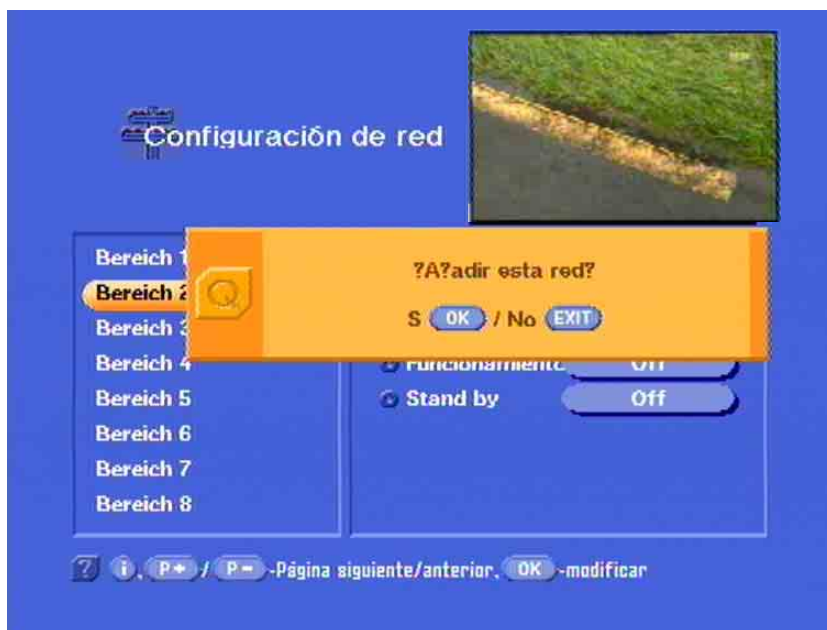 Configuración de red
?A?adir esta red?
S OK / No EXIT
Bereich 1
Bereich 2
Bereich 3
Bereich 4
Bereich 5
Bereich 6
Bereich 7
Bereich 8
Funcionamiento Off
Stand by Off
? i, P+ / P- -Página siguiente/anterior, OK -modificar